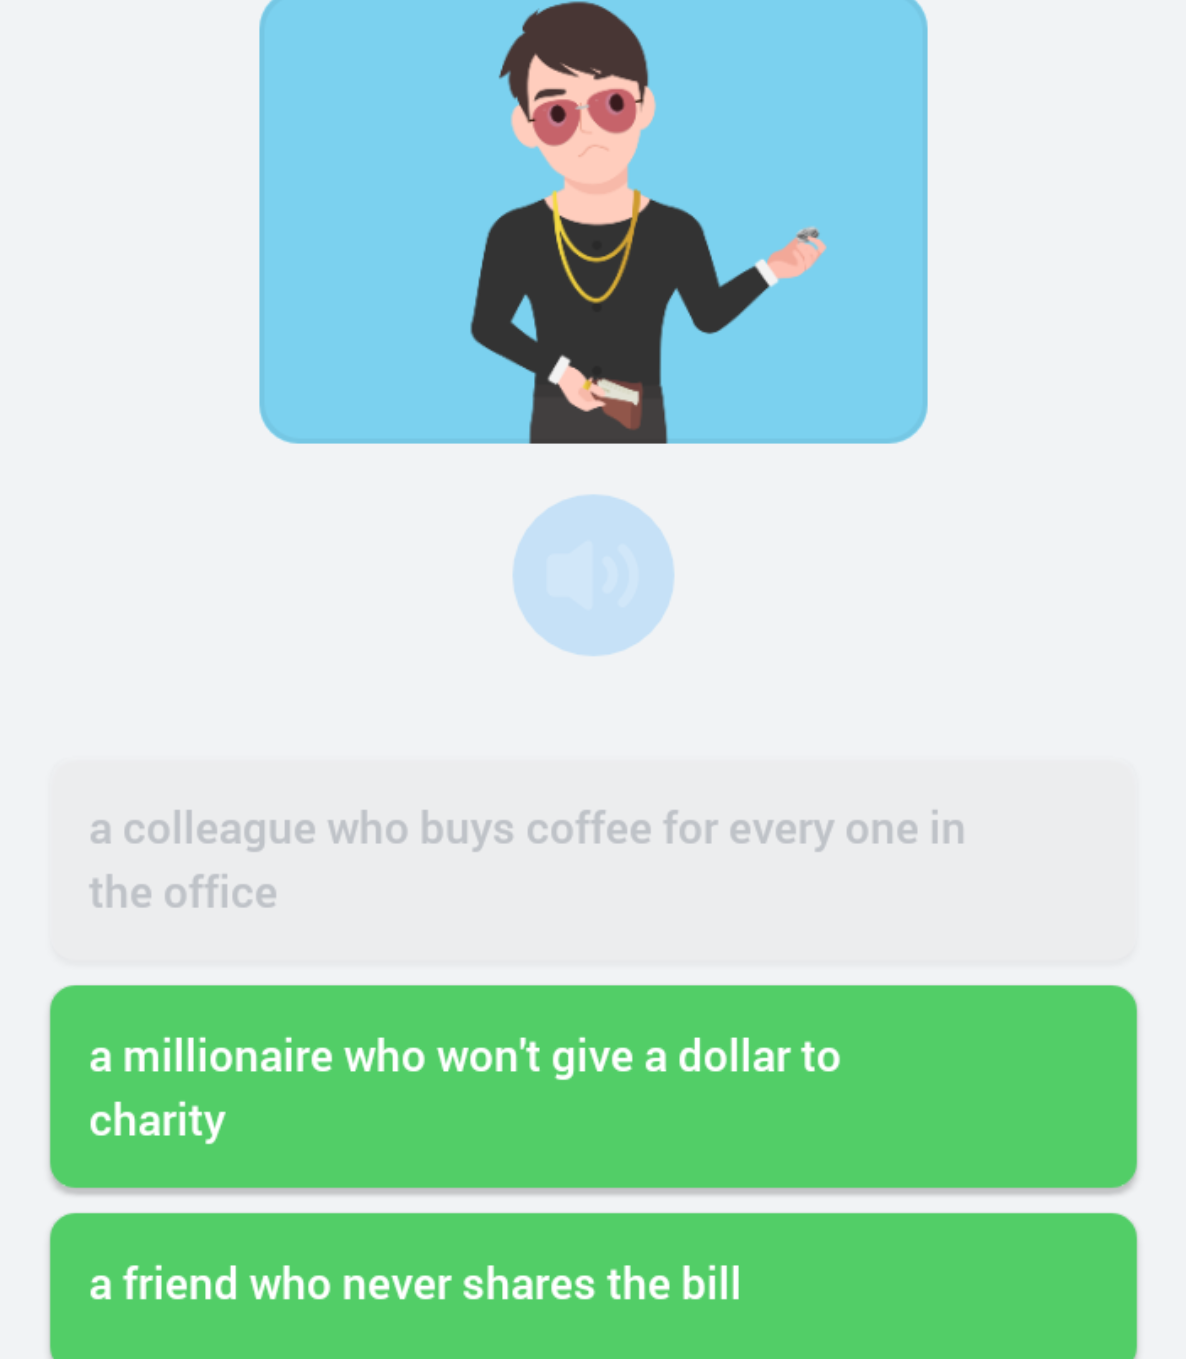 a colleague who buys coffee for every one in
the office
a millionaire who won't give a dollar to
charity
a friend who never shares the bill